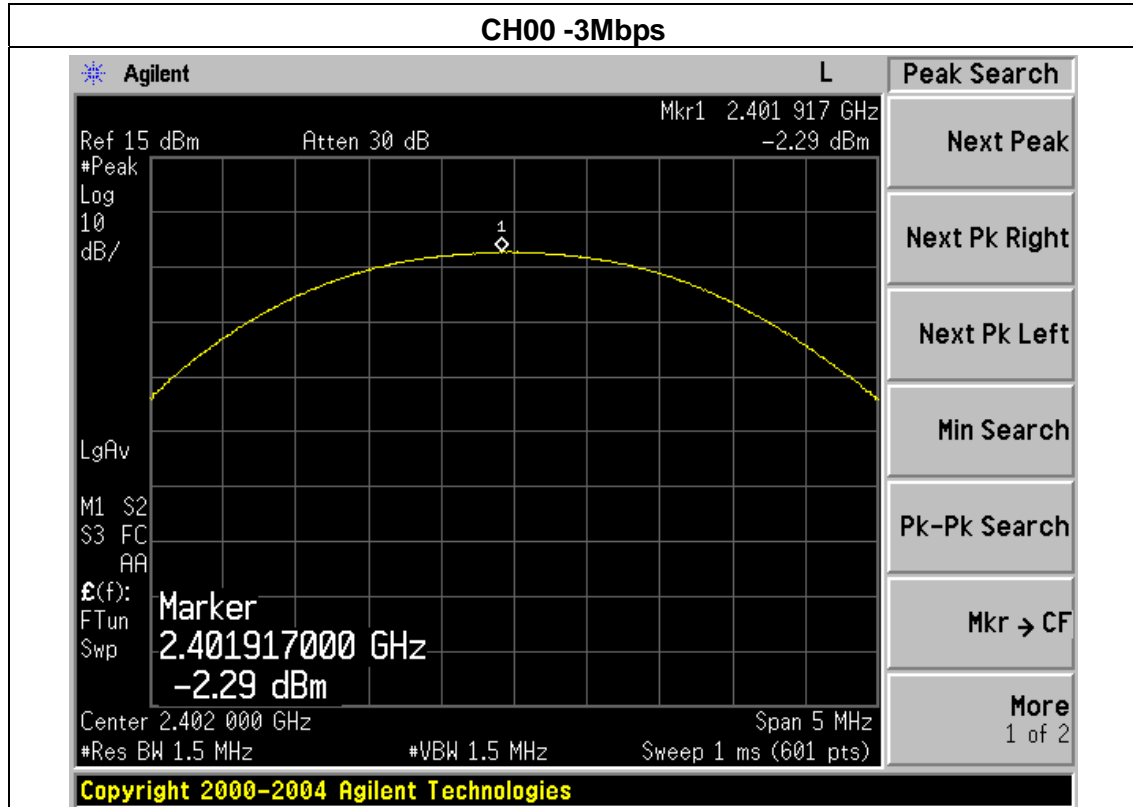 CH00 -3Mbps
Agilent L Peak Search
Mkr1 2.401 917 GHz
Ref 15 dBm Atten 30 dB -2.29 dBm
#Peak
Log
10
dB/
1
LgAv
M1 S2
S3 FC
AA
£(f):
FTun
Swp
Marker
2.401917000 GHz
-2.29 dBm
Center 2.402 000 GHz Span 5 MHz
#Res BW 1.5 MHz #VBW 1.5 MHz Sweep 1 ms (601 pts)
Copyright 2000-2004 Agilent Technologies
Next Peak
Next Pk Right
Next Pk Left
Min Search
Pk-Pk Search
Mkr → CF
More
1 of 2